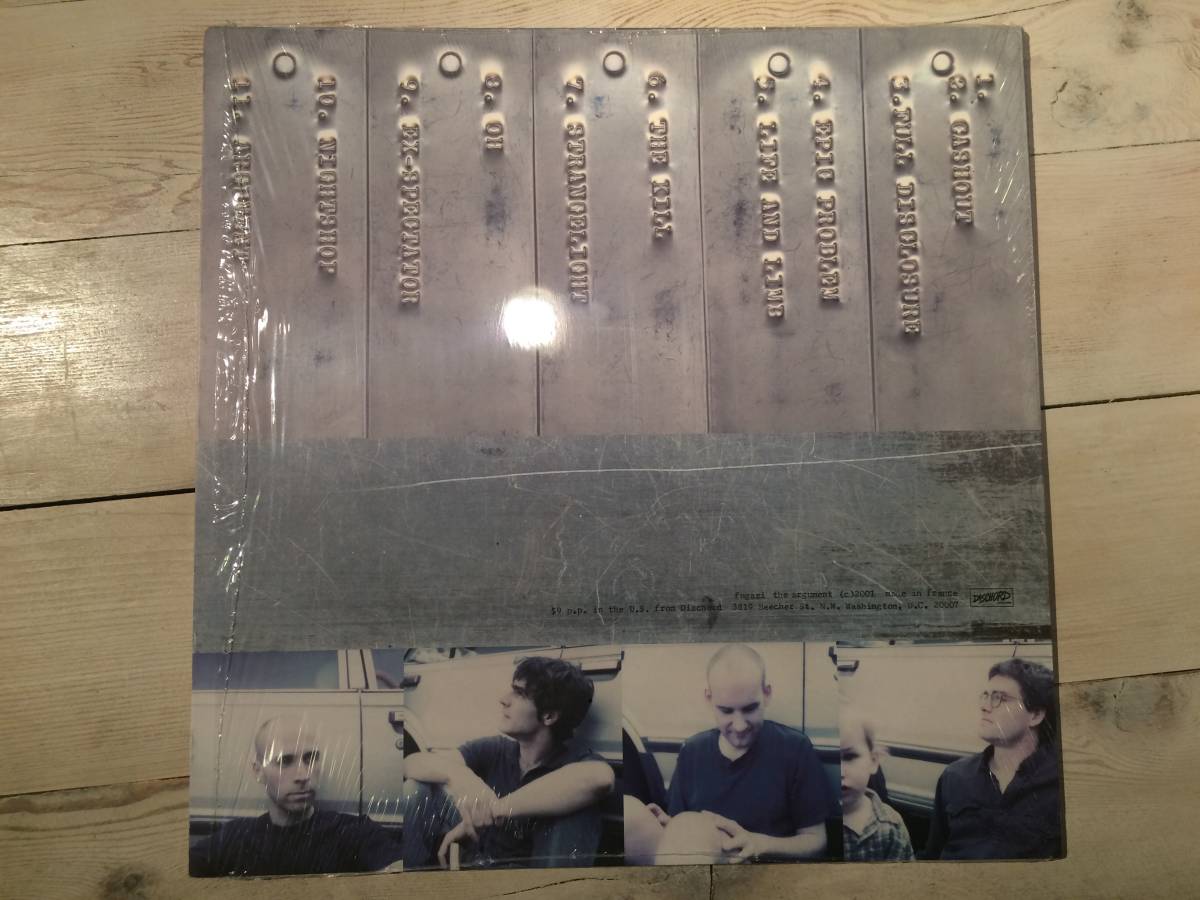 1.
2. CASHOUT
3.FULL DISCLOSURE
4. EPIC PROBLEM
5. LIFE AND LIMB
6. THE KILL
7. STRANGELIGHT
8. OH
9. EX-SPECTATOR
10. NIGHTSHOP
11. ARGUMENT
fugazi the argument (c)2001 made in france
$9 p.p. in the U.S. from Dischord 3819 Beecher St. N.W. Washington, D.C. 20007
DISCHORD